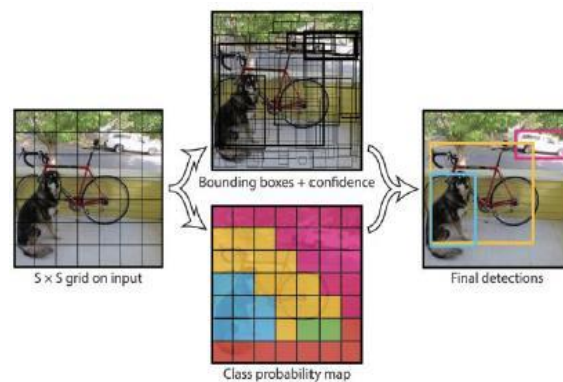 Bounding boxes + confidence
S × S grid on input
Final detections
Class probability map